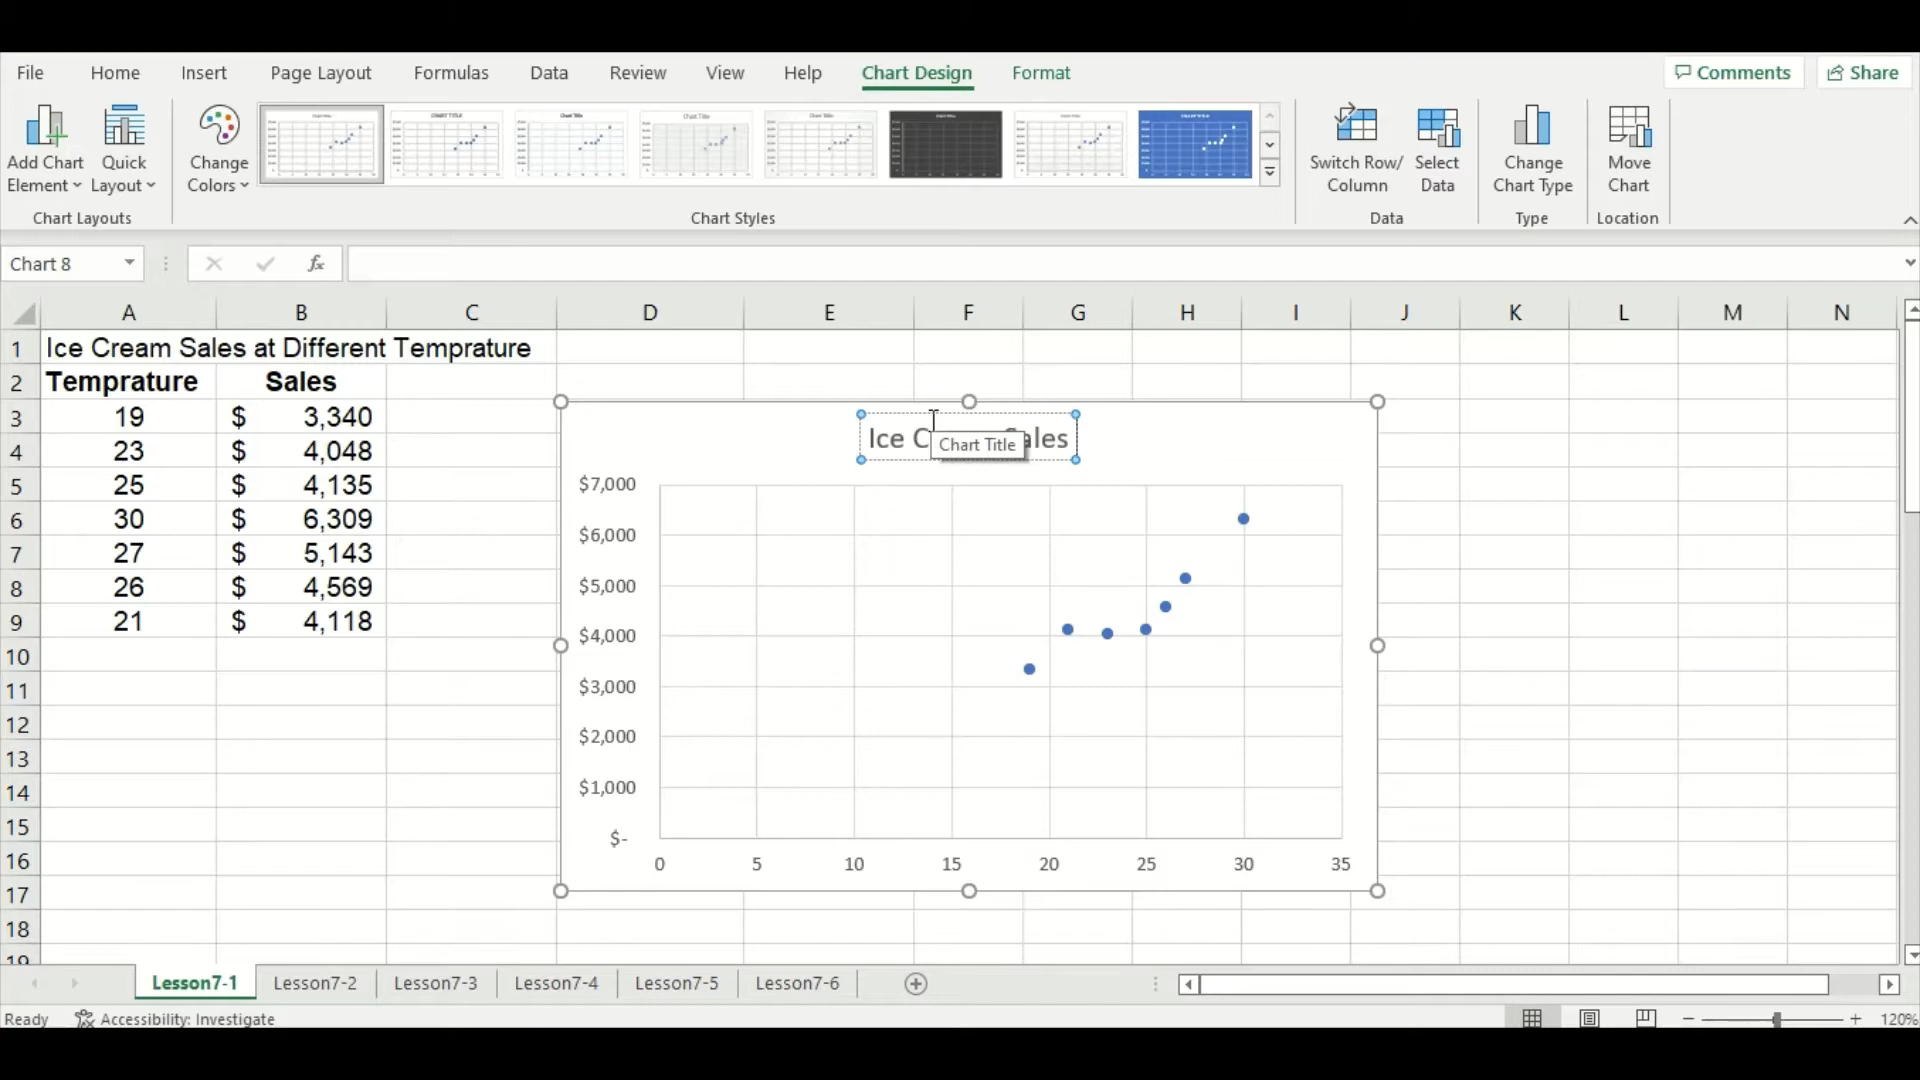 File Home Insert Page Layout Formulas Data Review View Help Chart Design Format Comments Share
Add Chart Element
Quick Layout
Chart Layouts
Change Colors
Chart Styles
Switch Row/ Column
Select Data
Data
Change Chart Type
Type
Move Chart
Location
Chart 8 fx
A B C D E F G H I J K L M N
1 Ice Cream Sales at Different Temprature
2 Temprature Sales
3 19 $ 3,340
4 23 $ 4,048
5 25 $ 4,135
6 30 $ 6,309
7 27 $ 5,143
8 26 $ 4,569
9 21 $ 4,118
10
11
12
13
14
15
16
17
18
19
Ice C Sales
Chart Title
$7,000
$6,000
$5,000
$4,000
$3,000
$2,000
$1,000
$-
0 5 10 15 20 25 30 35
Lesson7-1 Lesson7-2 Lesson7-3 Lesson7-4 Lesson7-5 Lesson7-6
Ready Accessibility: Investigate 120%